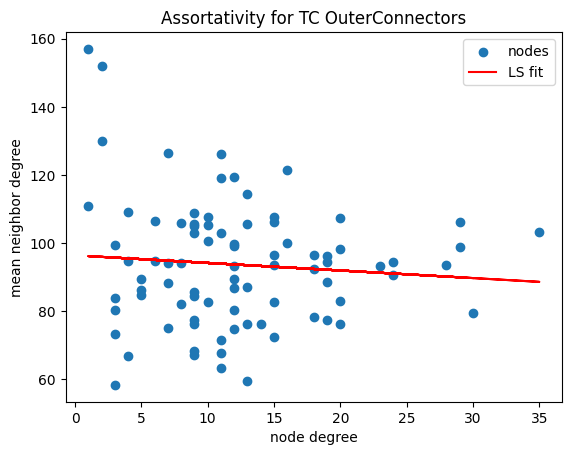 Assortativity for TC OuterConnectors
nodes
LS fit
mean neighbor degree
160
140
120
100
80
60
0 5 10 15 20 25 30 35
node degree